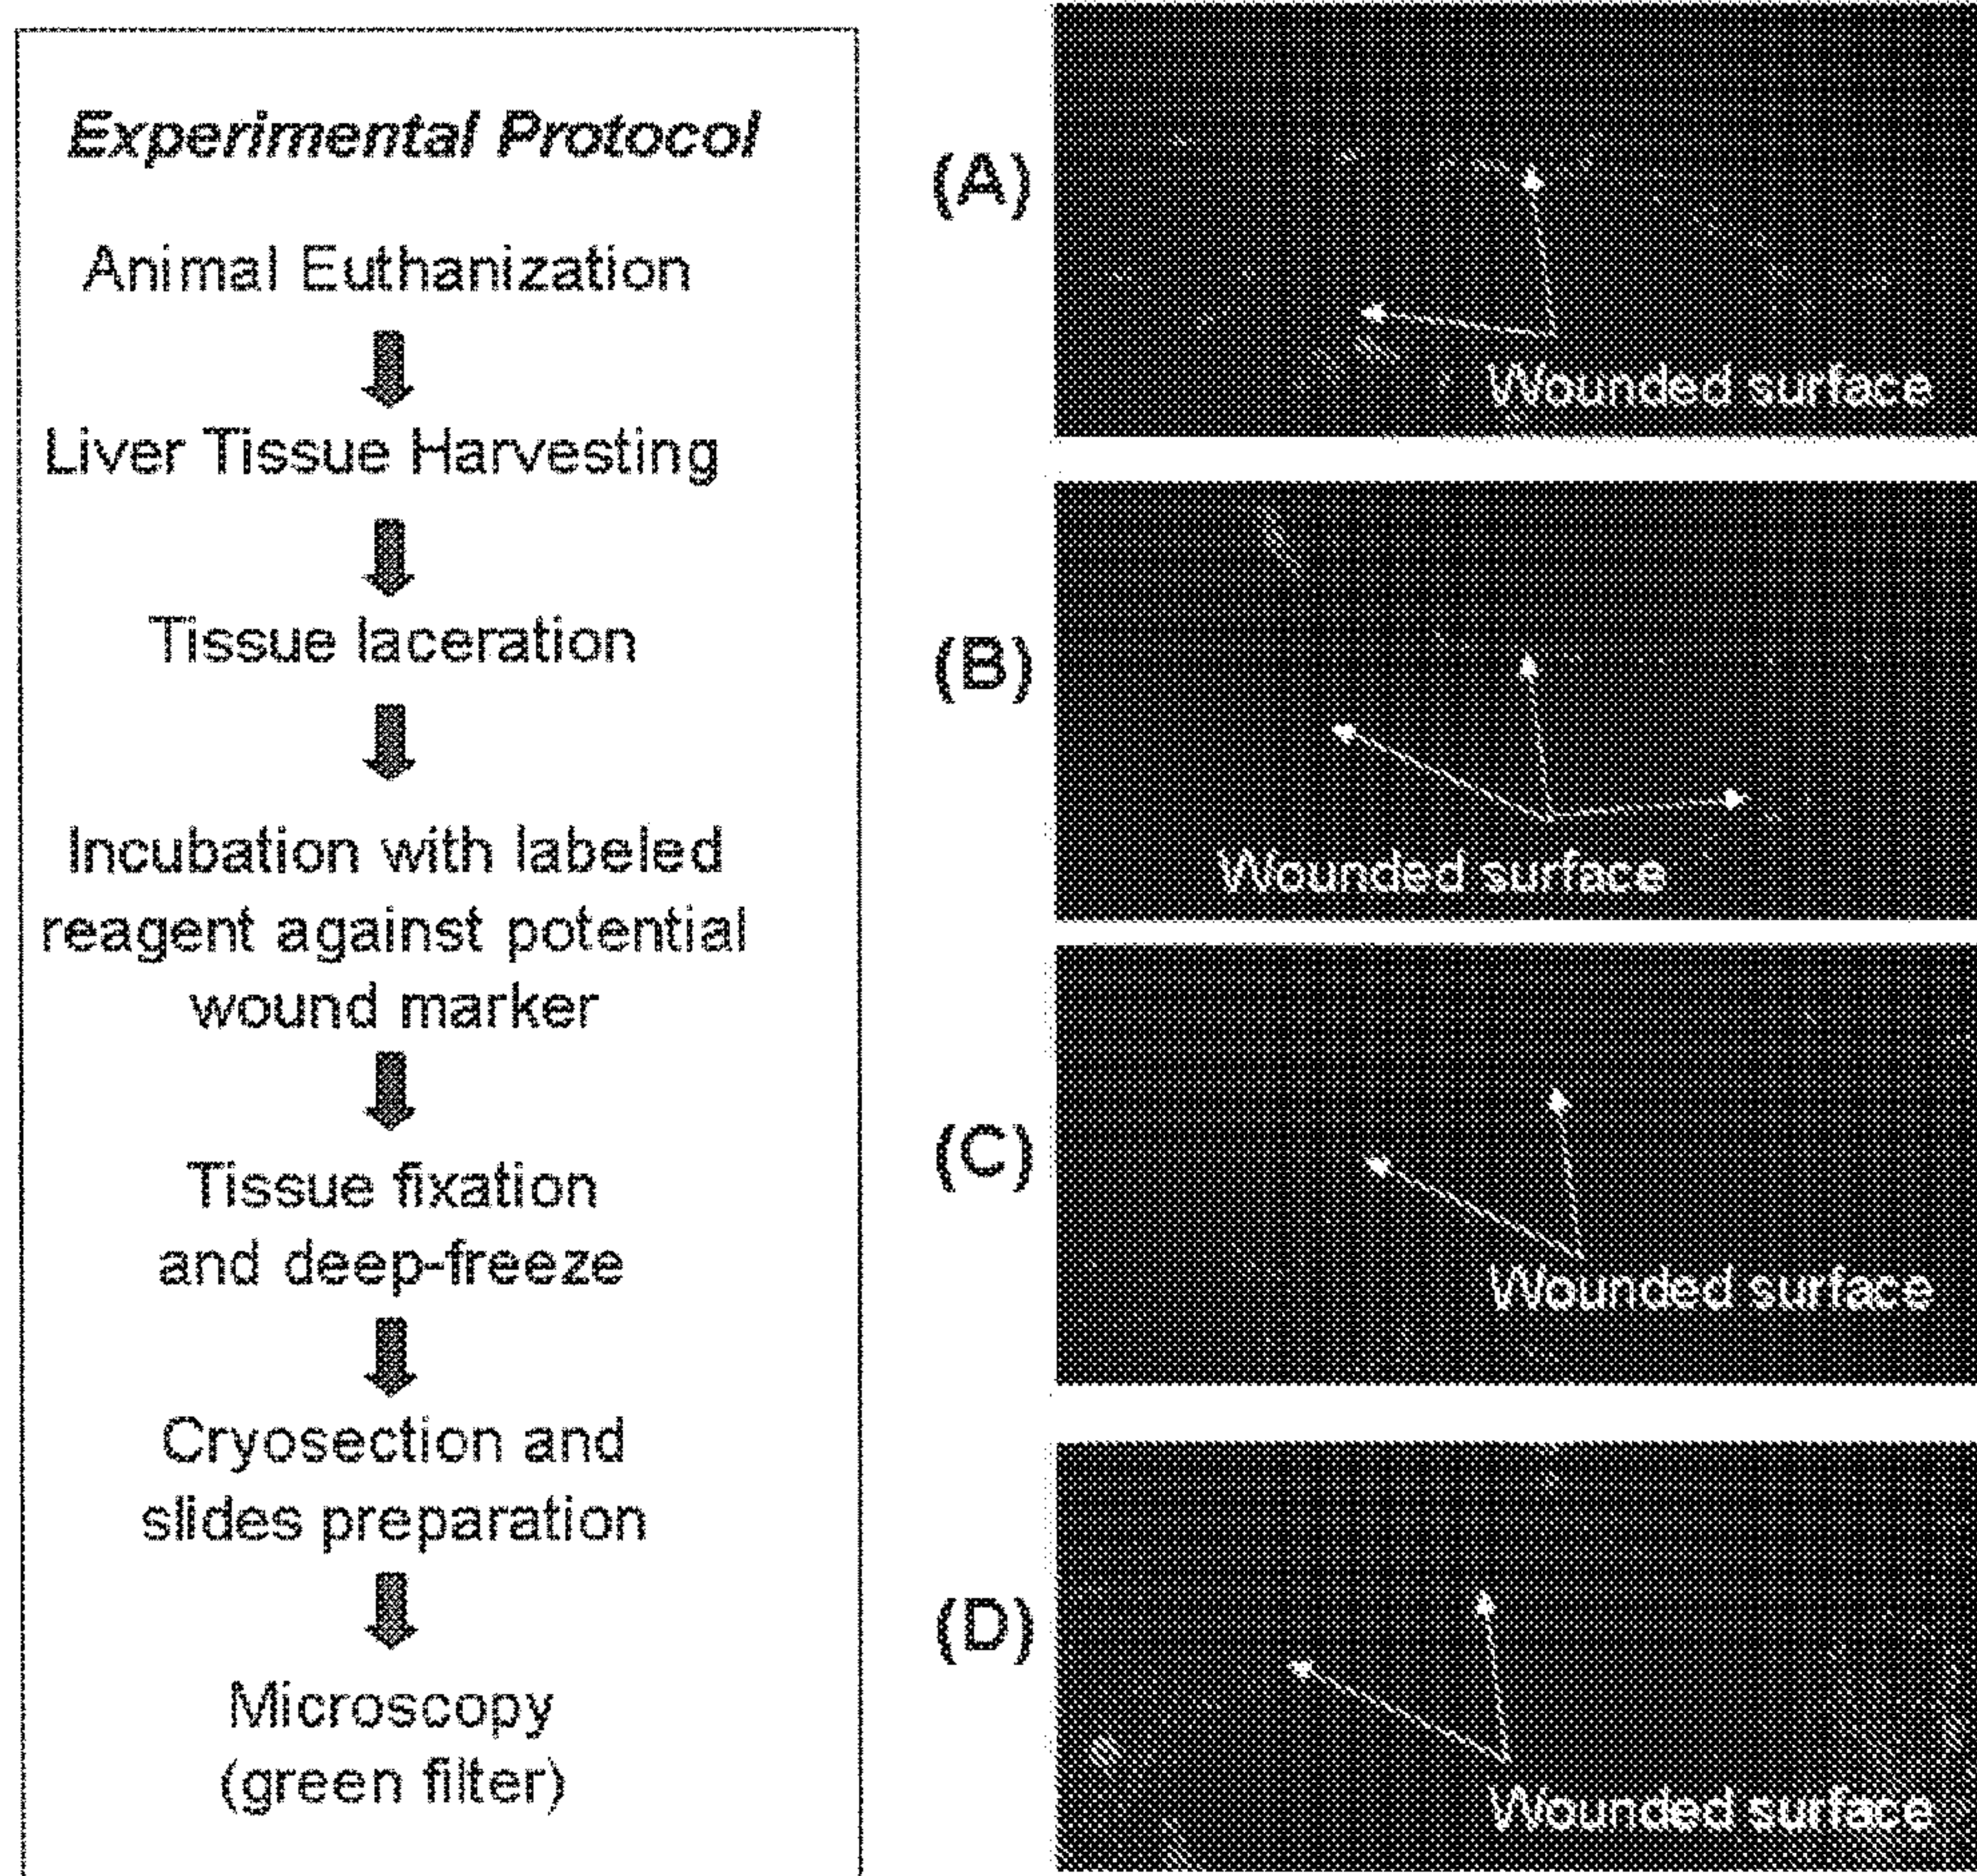 Experimental Protocol
Animal Euthanization
Liver Tissue Harvesting
Tissue laceration
Incubation with labeled
reagent against potential
wound marker
Tissue fixation
and deep-freeze
Cryosection and
slides preparation
Microscopy
(green filter)
(A)
Wounded surface
(B)
Wounded surface
(C)
Wounded surface
(D)
Wounded surface